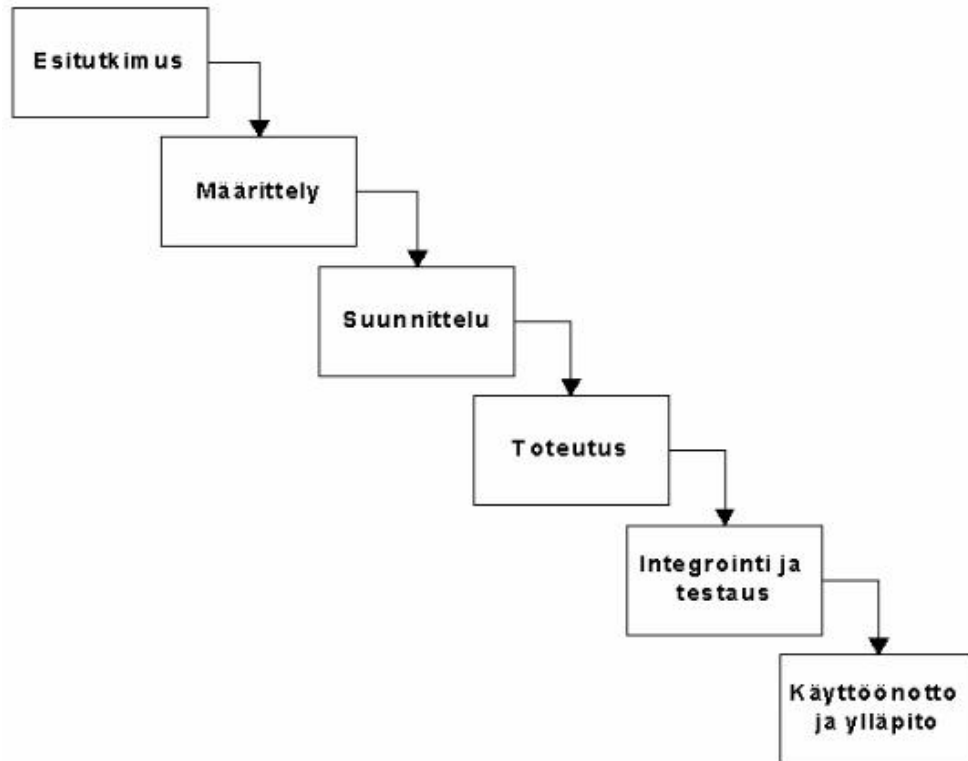 Esitutkimus
Määrittely
Suunnittelu
Toteutus
Integrointi ja
testaus
Käyttöönotto
ja ylläpito